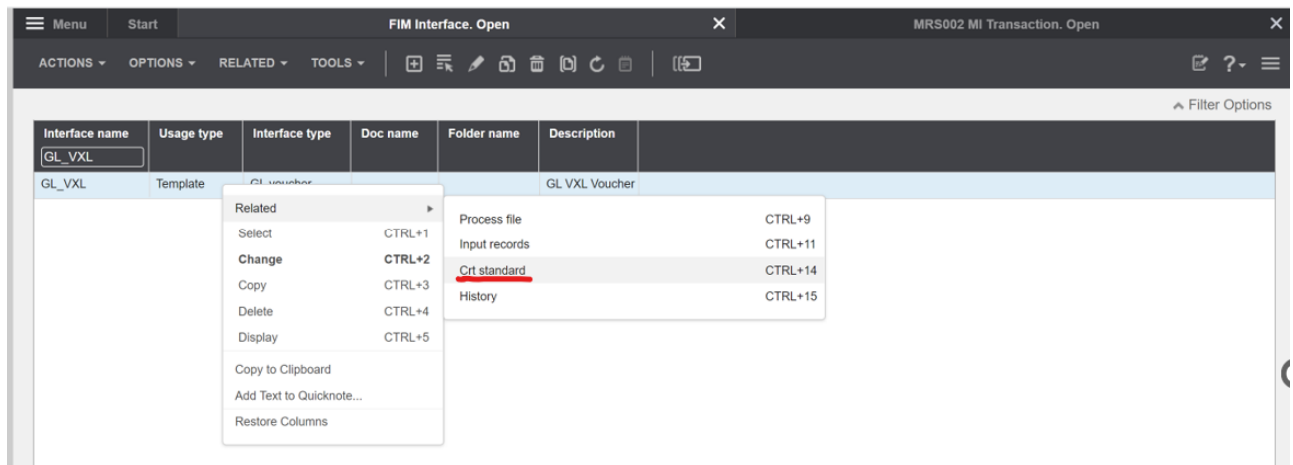 Menu Start FIM Interface. Open MRS002 MI Transaction. Open
ACTIONS OPTIONS RELATED TOOLS ?
Filter Options
Interface name Usage type Interface type Doc name Folder name Description
GL_VXL
GL_VXL Template GL voucher GL VXL Voucher
Related
Select CTRL+1
Change CTRL+2
Copy CTRL+3
Delete CTRL+4
Display CTRL+5
Copy to Clipboard
Add Text to Quicknote...
Restore Columns
Process file CTRL+9
Input records CTRL+11
Crt standard CTRL+14
History CTRL+15